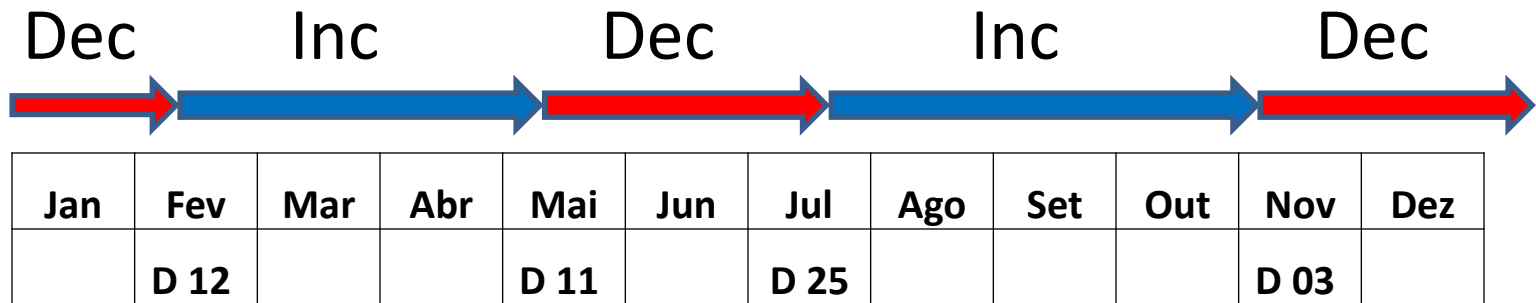 Dec Inc Dec Inc Dec
Jan Fev Mar Abr Mai Jun Jul Ago Set Out Nov Dez
D 12 D 11 D 25 D 03